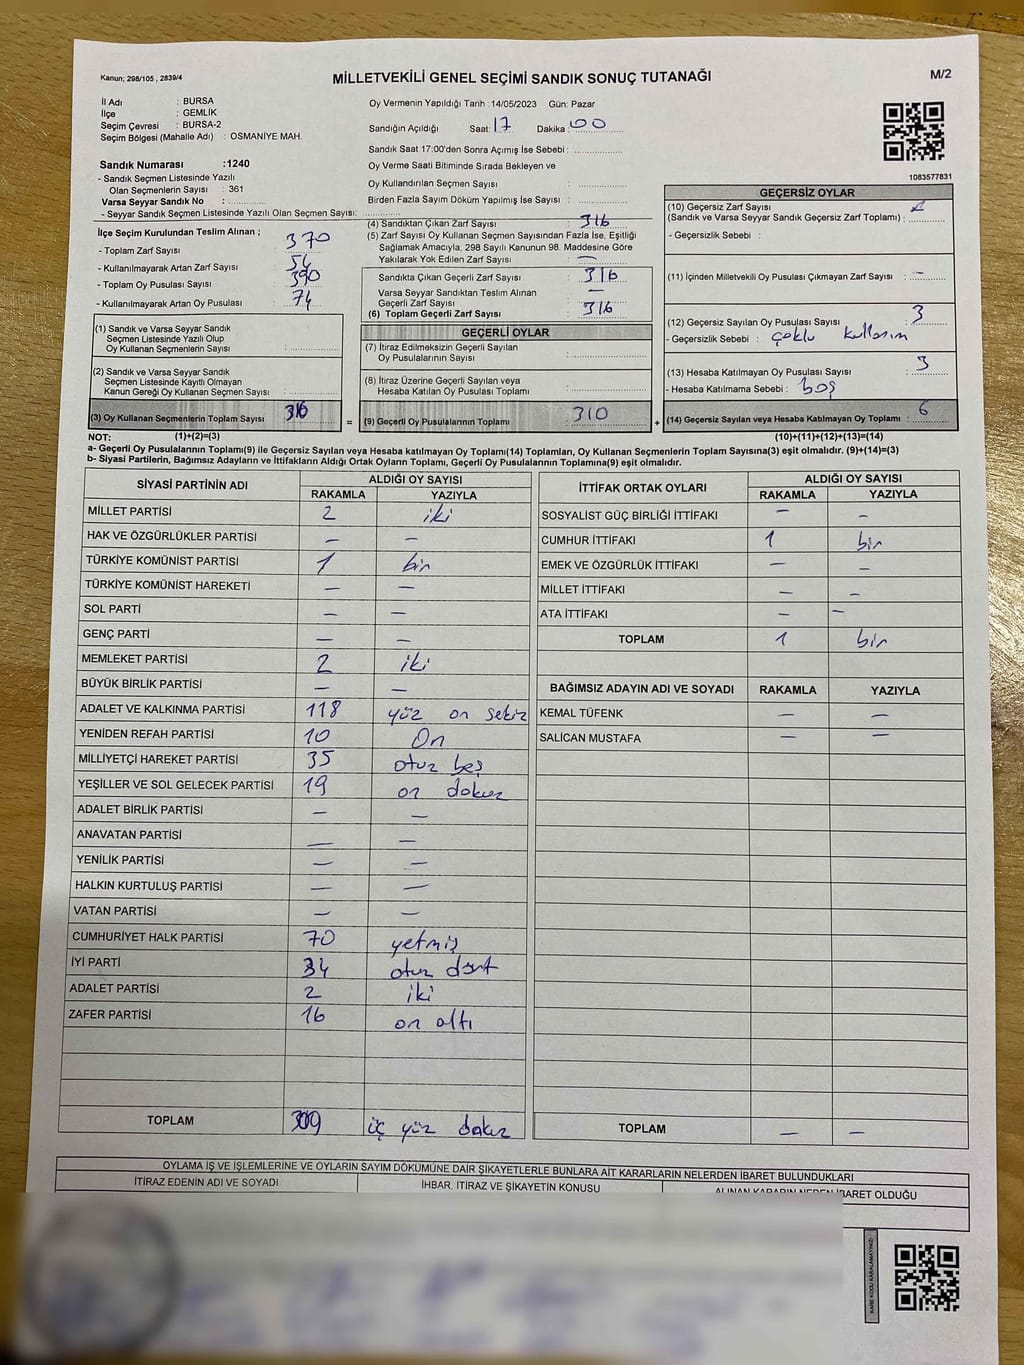 Kanun; 298/105 , 2839/4
MİLLETVEKİLİ GENEL SEÇİMİ SANDIK SONUÇ TUTANAĞI
M/2
İl Adı : BURSA
İlçe : GEMLİK
Seçim Çevresi : BURSA-2
Seçim Bölgesi (Mahalle Adı) : OSMANİYE MAH.
Sandık Numarası :1240
- Sandık Seçmen Listesinde Yazılı
Olan Seçmenlerin Sayısı : 361
Varsa Seyyar Sandık No :
- Seyyar Sandık Seçmen Listesinde Yazılı Olan Seçmen Sayısı:
İlçe Seçim Kurulundan Teslim Alınan ;
- Toplam Zarf Sayısı : 370
- Kullanılmayarak Artan Zarf Sayısı : 54
- Toplam Oy Pusulası Sayısı : 390
- Kullanılmayarak Artan Oy Pusulası : 74
Oy Vermenin Yapıldığı Tarih :14/05/2023 Gün: Pazar
Sandığın Açıldığı Saat: 17 Dakika: 00
Sandık Saat 17:00'den Sonra Açımış İse Sebebi :
Oy Verme Saati Bitiminde Sırada Bekleyen ve
Oy Kullandırılan Seçmen Sayısı :
Birden Fazla Sayım Döküm Yapılmış İse Sayısı :
(4) Sandıktan Çıkan Zarf Sayısı : 316
(5) Zarf Sayısı Oy Kullanan Seçmen Sayısından Fazla İse, Eşitliği
Sağlamak Amacıyla, 298 Sayılı Kanunun 98. Maddesine Göre
Yakılarak Yok Edilen Zarf Sayısı : —
Sandıkta Çıkan Geçerli Zarf Sayısı : 316
Varsa Seyyar Sandıktan Teslim Alınan
Geçerli Zarf Sayısı : —
(6) Toplam Geçerli Zarf Sayısı : 316
1083577831
GEÇERSİZ OYLAR
(10) Geçersiz Zarf Sayısı
(Sandık ve Varsa Seyyar Sandık Geçersiz Zarf Toplamı) :
- Geçersizlik Sebebi :
(11) İçinden Milletvekili Oy Pusulası Çıkmayan Zarf Sayısı : —
(12) Geçersiz Sayılan Oy Pusulası Sayısı : 3
- Geçersizlik Sebebi : çoklu kullanım
(13) Hesaba Katılmayan Oy Pusulası Sayısı : 3
- Hesaba Katılmama Sebebi : boş
(14) Geçersiz Sayılan veya Hesaba Katılmayan Oy Toplamı : 6
(1) Sandık ve Varsa Seyyar Sandık
Seçmen Listesinde Yazılı Olup
Oy Kullanan Seçmenlerin Sayısı :
(2) Sandık ve Varsa Seyyar Sandık
Seçmen Listesinde Kayıtlı Olmayan
Kanun Gereği Oy Kullanan Seçmen Sayısı :
(3) Oy Kullanan Seçmenlerin Toplam Sayısı : 316
=
GEÇERLİ OYLAR
(7) İtiraz Edilmeksizin Geçerli Sayılan
Oy Pusulalarının Sayısı :
(8) İtiraz Üzerine Geçerli Sayılan veya
Hesaba Katılan Oy Pusulası Toplamı :
(9) Geçerli Oy Pusulalarının Toplamı : 310
+
NOT: (1)+(2)=(3) (10)+(11)+(12)+(13)=(14)
a- Geçerli Oy Pusulalarının Toplamı(9) ile Geçersiz Sayılan veya Hesaba katılmayan Oy Toplamı(14) Toplamları, Oy Kullanan Seçmenlerin Toplam Sayısına(3) eşit olmalıdır. (9)+(14)=(3)
b- Siyasi Partilerin, Bağımsız Adayların ve İttifakların Aldığı Ortak Oyların Toplamı, Geçerli Oy Pusulalarının Toplamına(9) eşit olmalıdır.
SİYASİ PARTİNİN ADI ALDIĞI OY SAYISI
RAKAMLA YAZIYLA
MİLLET PARTİSİ 2 iki
HAK VE ÖZGÜRLÜKLER PARTİSİ — —
TÜRKİYE KOMÜNİST PARTİSİ 1 bir
TÜRKİYE KOMÜNİST HAREKETİ — —
SOL PARTİ — —
GENÇ PARTİ — —
MEMLEKET PARTİSİ 2 iki
BÜYÜK BİRLİK PARTİSİ — —
ADALET VE KALKINMA PARTİSİ 118 yüz on sekiz
YENİDEN REFAH PARTİSİ 10 On
MİLLİYETÇİ HAREKET PARTİSİ 35 otuz beş
YEŞİLLER VE SOL GELECEK PARTİSİ 19 on dokuz
ADALET BİRLİK PARTİSİ — —
ANAVATAN PARTİSİ — —
YENİLİK PARTİSİ — —
HALKIN KURTULUŞ PARTİSİ — —
VATAN PARTİSİ — —
CUMHURİYET HALK PARTİSİ 70 yetmiş
İYİ PARTİ 34 otuz dört
ADALET PARTİSİ 2 iki
ZAFER PARTİSİ 16 on altı
TOPLAM 309 üç yüz dokuz
İTTİFAK ORTAK OYLARI ALDIĞI OY SAYISI
RAKAMLA YAZIYLA
SOSYALİST GÜÇ BİRLİĞİ İTTİFAKI — —
CUMHUR İTTİFAKI 1 bir
EMEK VE ÖZGÜRLÜK İTTİFAKI — —
MİLLET İTTİFAKI — —
ATA İTTİFAKI — —
TOPLAM 1 bir
BAĞIMSIZ ADAYIN ADI VE SOYADI RAKAMLA YAZIYLA
KEMAL TÜFENK — —
SALİCAN MUSTAFA — —
TOPLAM — —
OYLAMA İŞ VE İŞLEMLERİNE VE OYLARIN SAYIM DÖKÜMÜNE DAİR ŞİKAYETLERLE BUNLARA AİT KARARLARIN NELERDEN İBARET BULUNDUKLARI
İTİRAZ EDENİN ADI VE SOYADI İHBAR, İTİRAZ VE ŞİKAYETİN KONUSU ALINAN KARARIN NEDEN İBARET OLDUĞU
KARE KODU KARALAMAYINIZ!